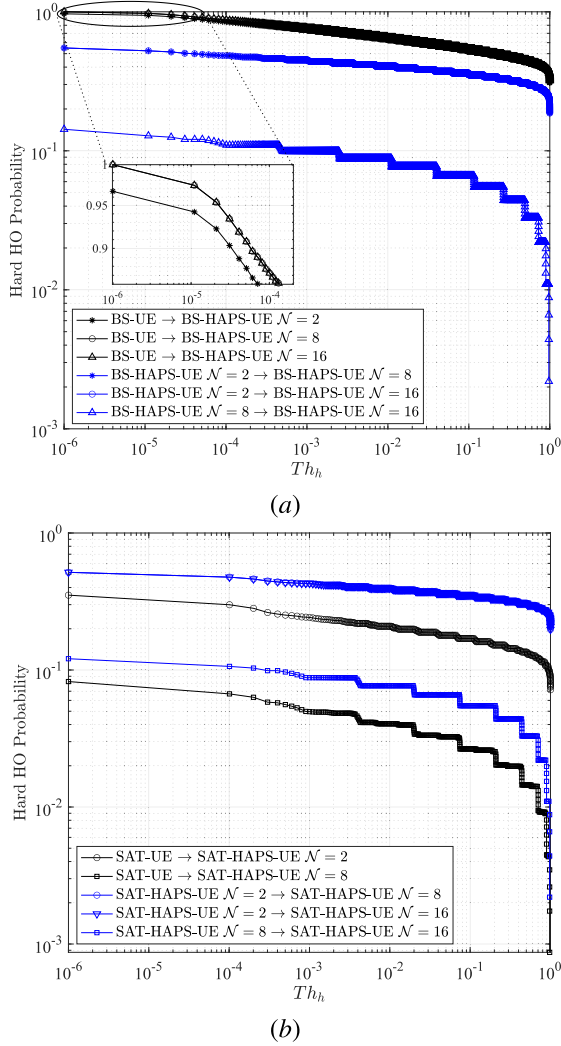 10^0
10^-1
10^-2
10^-3
Hard HO Probability
1
0.95
0.9
10^-6 10^-5 10^-4
BS-UE → BS-HAPS-UE 𝒩 = 2
BS-UE → BS-HAPS-UE 𝒩 = 8
BS-UE → BS-HAPS-UE 𝒩 = 16
BS-HAPS-UE 𝒩 = 2 → BS-HAPS-UE 𝒩 = 8
BS-HAPS-UE 𝒩 = 2 → BS-HAPS-UE 𝒩 = 16
BS-HAPS-UE 𝒩 = 8 → BS-HAPS-UE 𝒩 = 16
10^-6 10^-5 10^-4 10^-3 10^-2 10^-1 10^0
Th_h
(a)
10^0
10^-1
10^-2
10^-3
Hard HO Probability
SAT-UE → SAT-HAPS-UE 𝒩 = 2
SAT-UE → SAT-HAPS-UE 𝒩 = 8
SAT-HAPS-UE 𝒩 = 2 → SAT-HAPS-UE 𝒩 = 8
SAT-HAPS-UE 𝒩 = 2 → SAT-HAPS-UE 𝒩 = 16
SAT-HAPS-UE 𝒩 = 8 → SAT-HAPS-UE 𝒩 = 16
10^-6 10^-5 10^-4 10^-3 10^-2 10^-1 10^0
Th_h
(b)